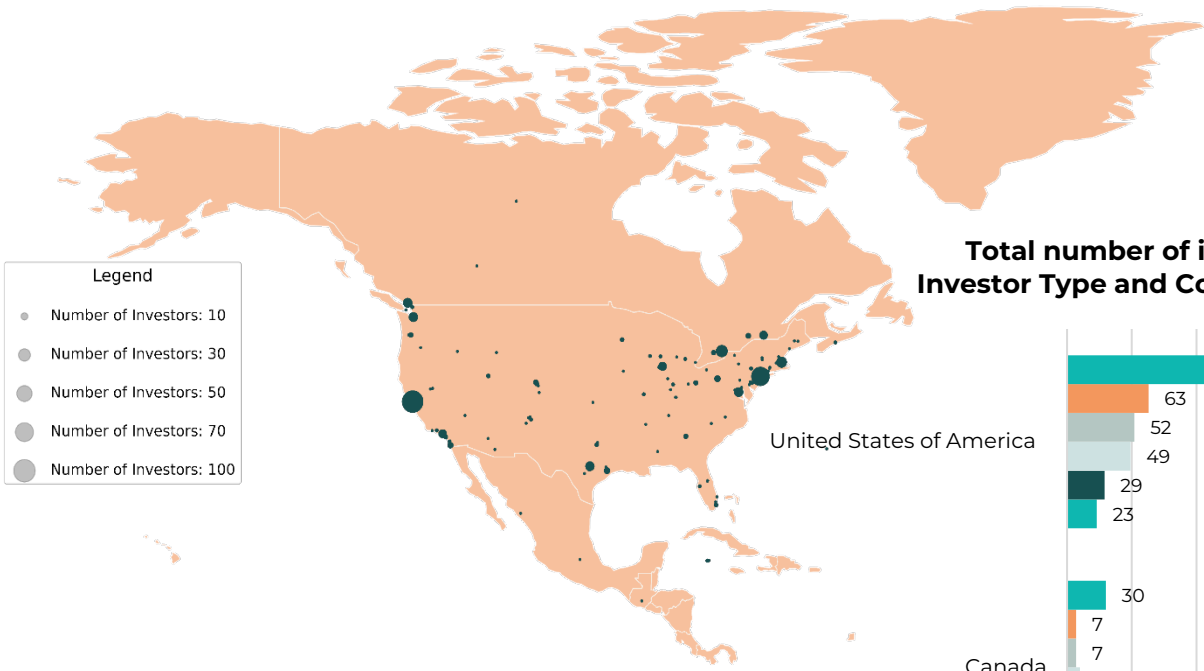 Total number of i
Investor Type and Co
Legend
Number of Investors: 10
Number of Investors: 30
Number of Investors: 50
Number of Investors: 70
Number of Investors: 100
United States of America
63
52
49
29
23
Canada
30
7
7